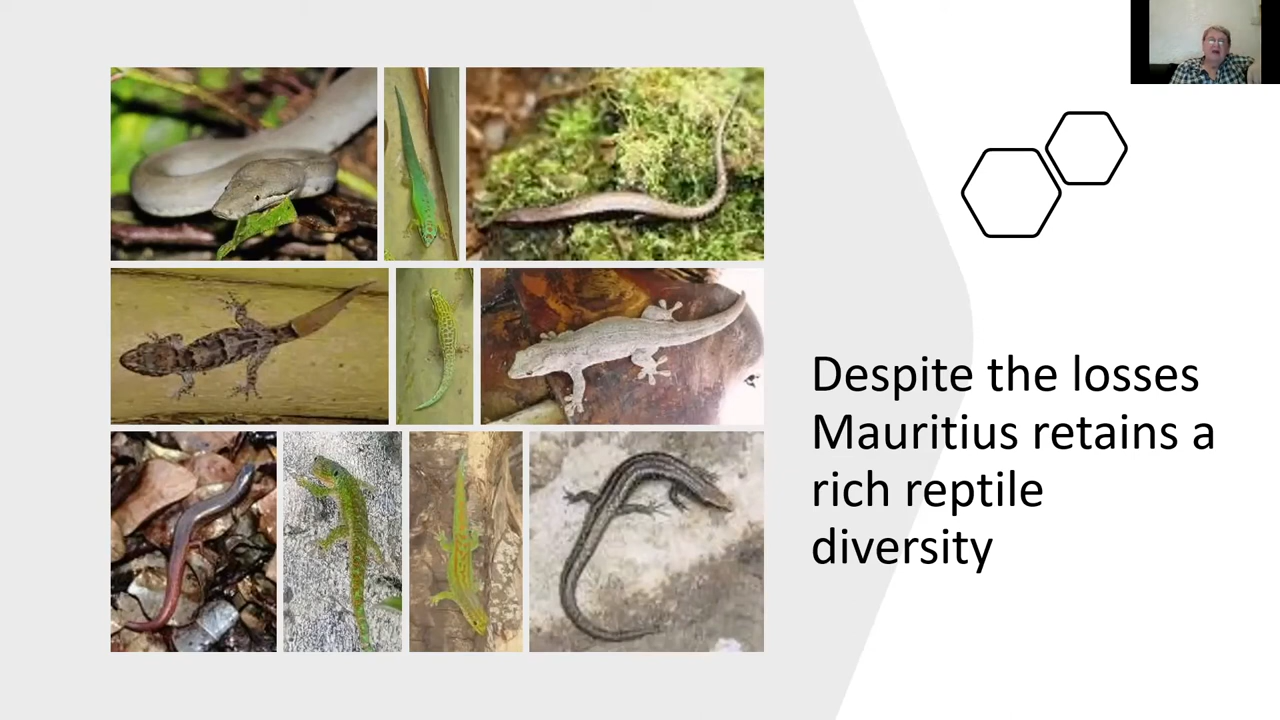 Despite the losses
Mauritius retains a
rich reptile
diversity